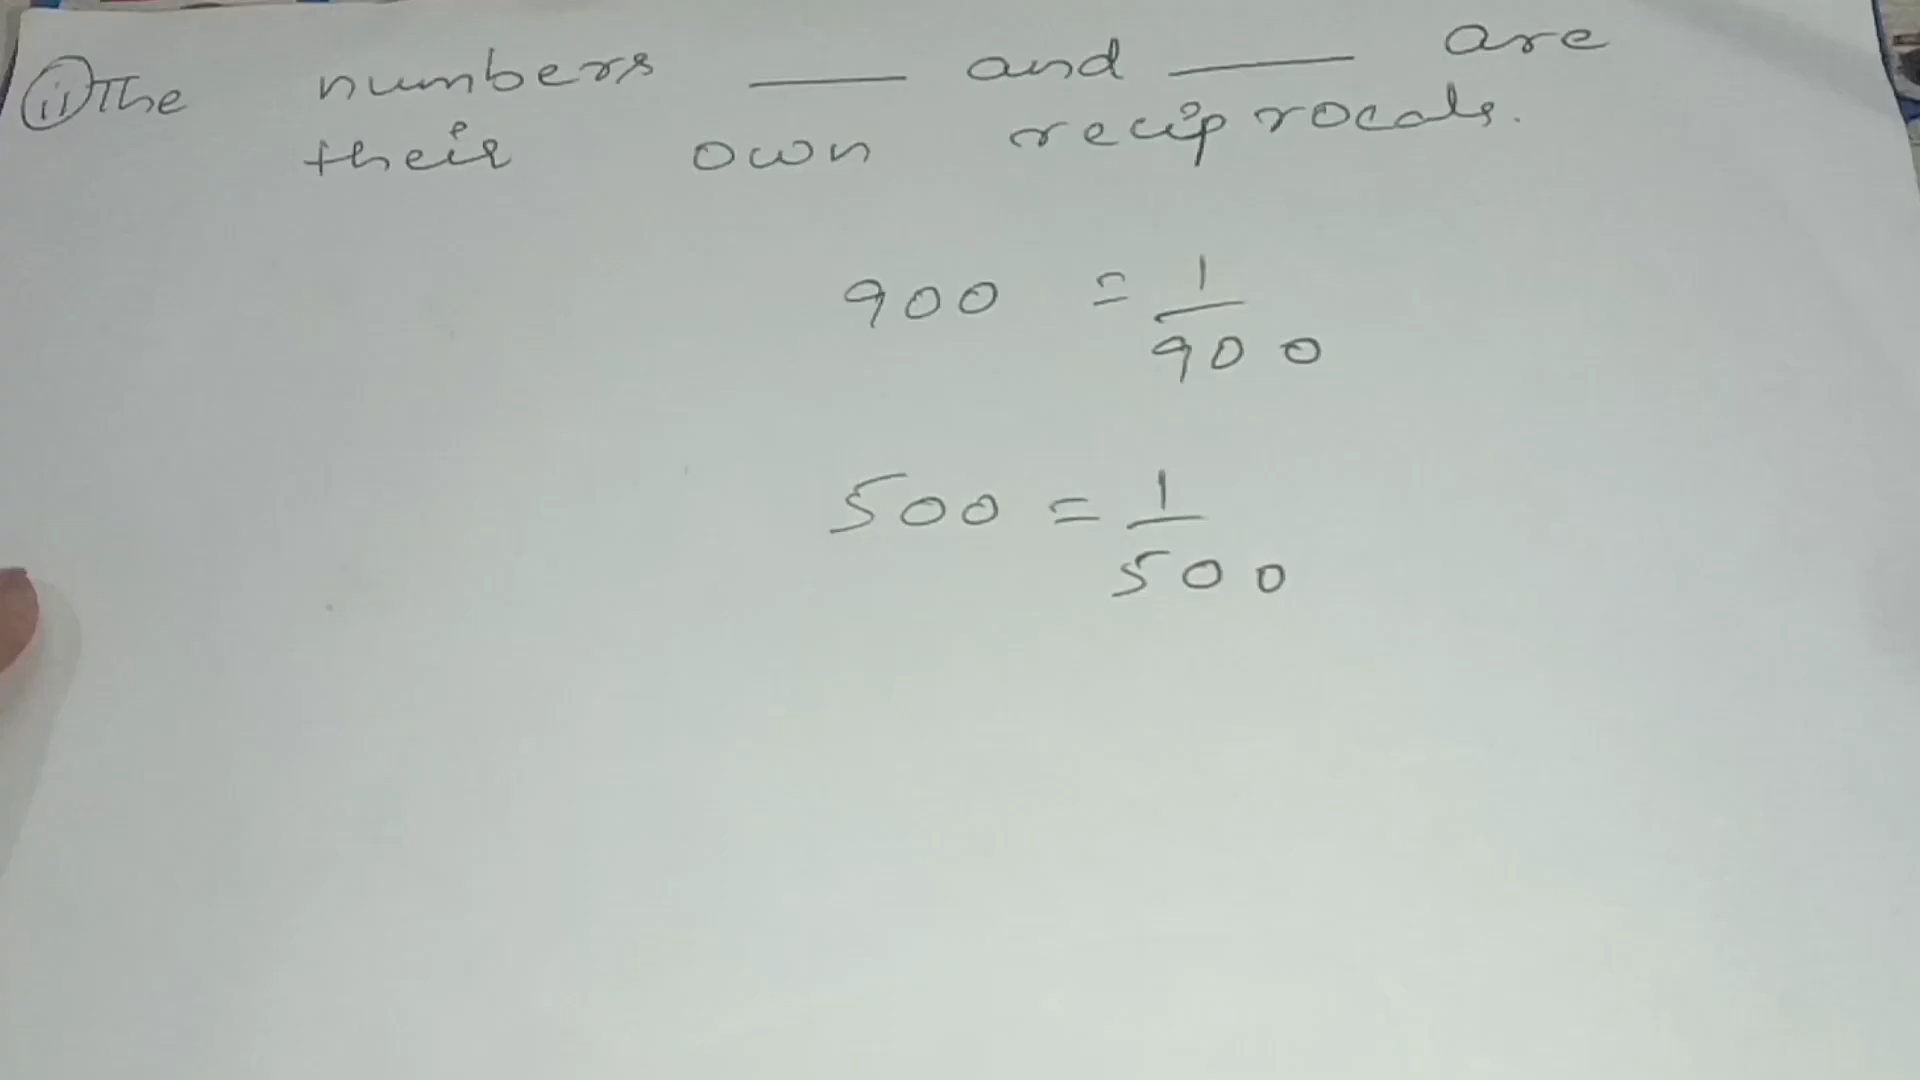 (ii) The numbers ____ and ____ are
their own reciprocals.
900 = 1/900
500 = 1/500